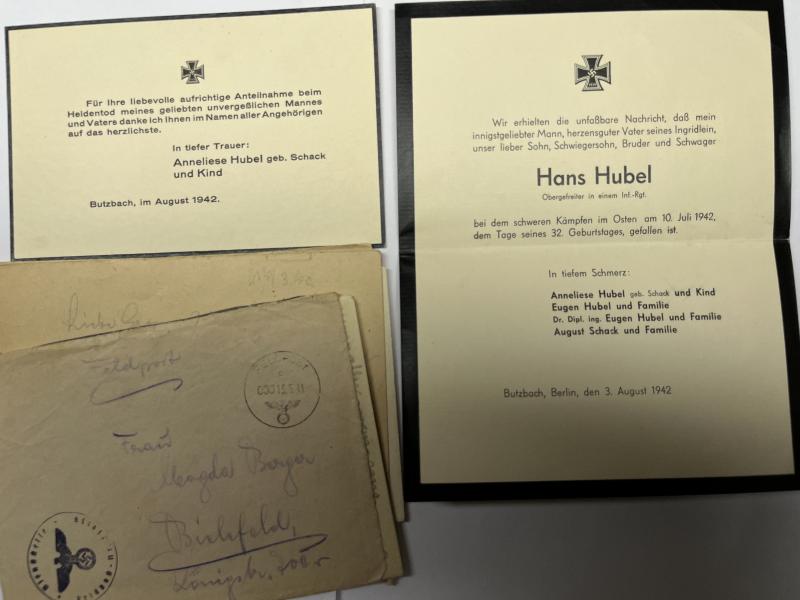 Für Ihre liebevolle aufrichtige Anteilnahme beim
Heldentod meines geliebten unvergeßlichen Mannes
und Vaters danke ich Ihnen im Namen aller Angehörigen
auf das herzlichste.
In tiefer Trauer:
Anneliese Hubel geb. Schack
und Kind
Butzbach, im August 1942.
Wir erhielten die unfaßbare Nachricht, daß mein
innigstgeliebter Mann, herzensguter Vater seines Ingridlein,
unser lieber Sohn, Schwiegersohn, Bruder und Schwager
Hans Hubel
Obergefreiter in einem Inf.-Rgt.
bei dem schweren Kämpfen im Osten am 10. Juli 1942,
dem Tage seines 32. Geburtstages, gefallen ist.
In tiefem Schmerz:
Anneliese Hubel geb. Schack und Kind
Eugen Hubel und Familie
Dr. Dipl. ing. Eugen Hubel und Familie
August Schack und Familie
Butzbach, Berlin, den 3. August 1942
Feldpost
Frau
Magda Berger
Bielefeld,